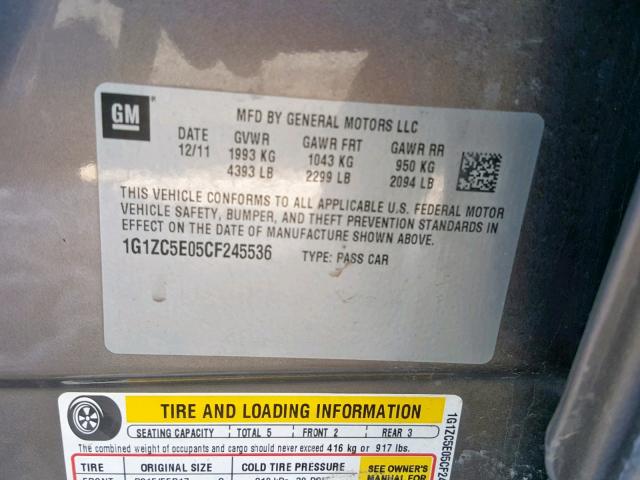 GM
MFD BY GENERAL MOTORS LLC
DATE GVWR GAWR FRT GAWR RR
12/11 1993 KG 1043 KG 950 KG
4393 LB 2299 LB 2094 LB
THIS VEHICLE CONFORMS TO ALL APPLICABLE U.S. FEDERAL MOTOR
VEHICLE SAFETY, BUMPER, AND THEFT PREVENTION STANDARDS IN
EFFECT ON THE DATE OF MANUFACTURE SHOWN ABOVE.
1G1ZC5E05CF245536 TYPE: PASS CAR
TIRE AND LOADING INFORMATION
SEATING CAPACITY TOTAL 5 FRONT 2 REAR 3
The combined weight of occupants and cargo should never exceed 416 kg or 917 lbs.
TIRE ORIGINAL SIZE COLD TIRE PRESSURE
SEE OWNER'S
MANUAL FOR
FRONT
1G1ZC5E05CF24